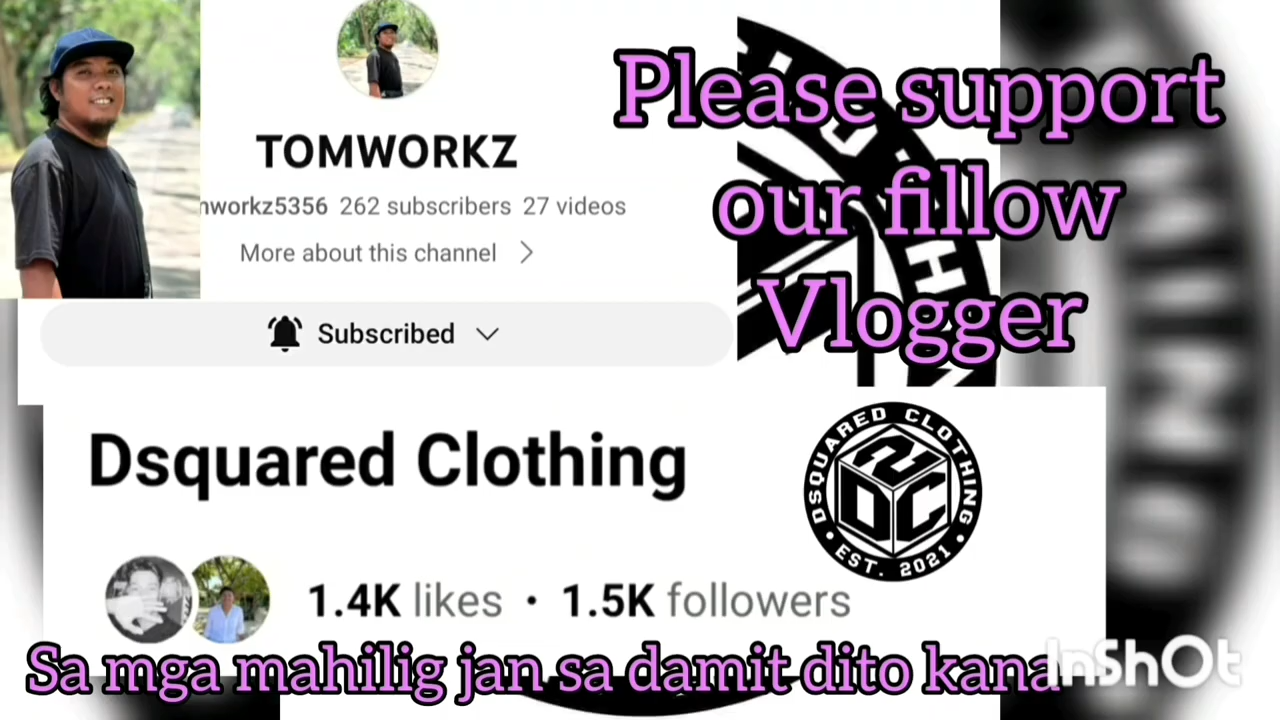 TOMWORKZ
nworkz5356 262 subscribers 27 videos
More about this channel
Subscribed
Please support
our fillow
Vlogger
Dsquared Clothing
DSQUARED CLOTHING
2
DC
• EST. 2021 •
1.4K likes • 1.5K followers
Sa mga mahilig jan sa damit dito kana
InShOt